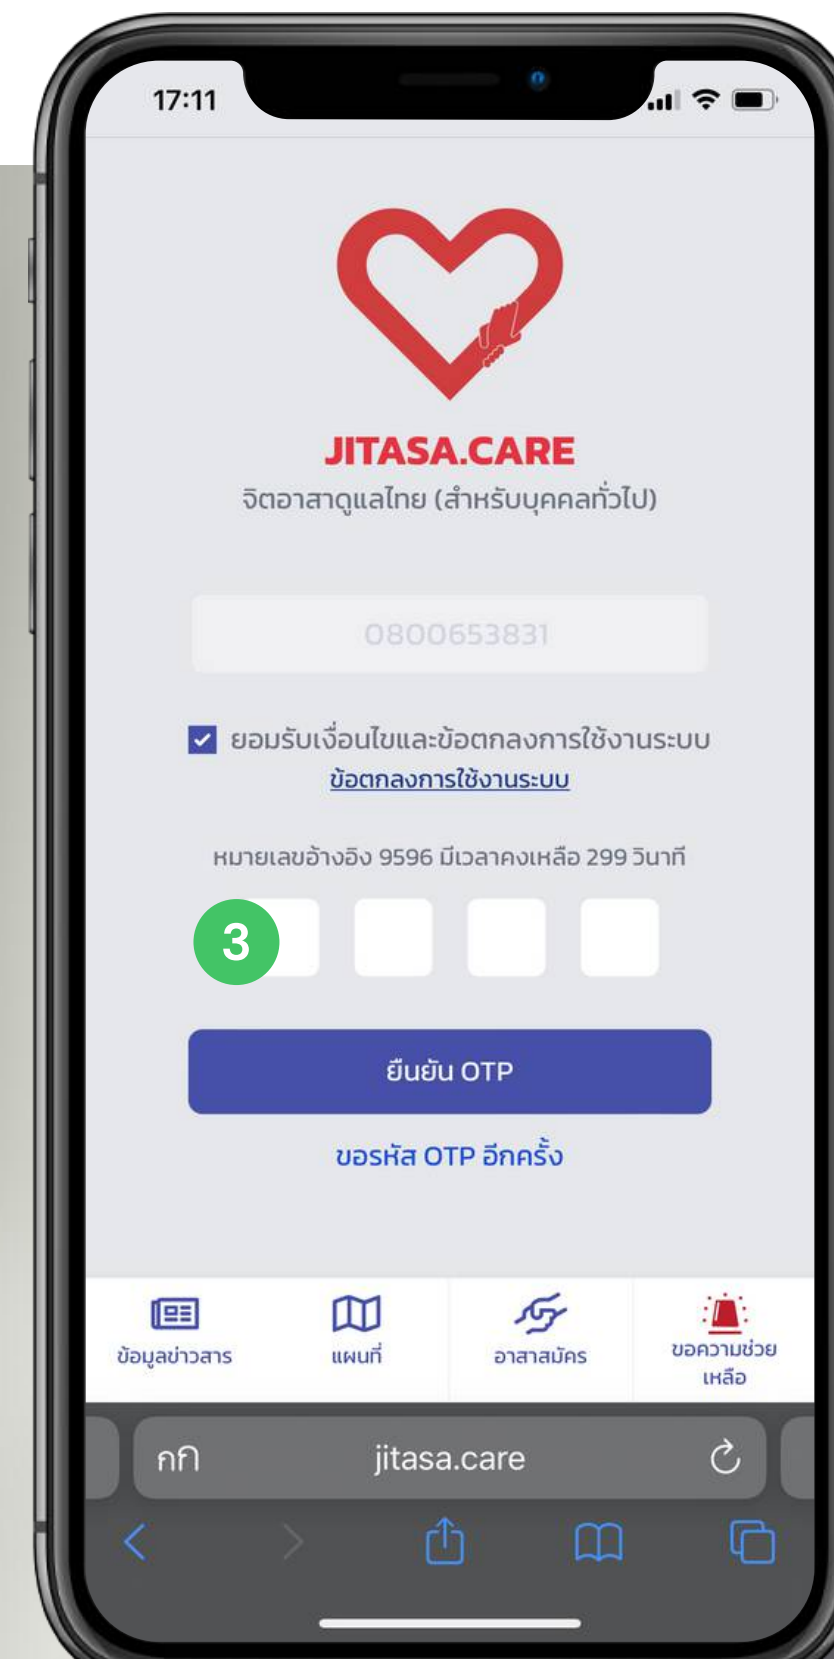 17:11
JITASA.CARE
จิตอาสาดูแลไทย (สำหรับบุคคลทั่วไป)
0800653831
ยอมรับเงื่อนไขและข้อตกลงการใช้งานระบบ
ข้อตกลงการใช้งานระบบ
หมายเลขอ้างอิง 9596 มีเวลาคงเหลือ 299 วินาที
3
ยืนยัน OTP
ขอรหัส OTP อีกครั้ง
ข้อมูลข่าวสาร
แผนที่
อาสาสมัคร
ขอความช่วย
เหลือ
กก jitasa.care